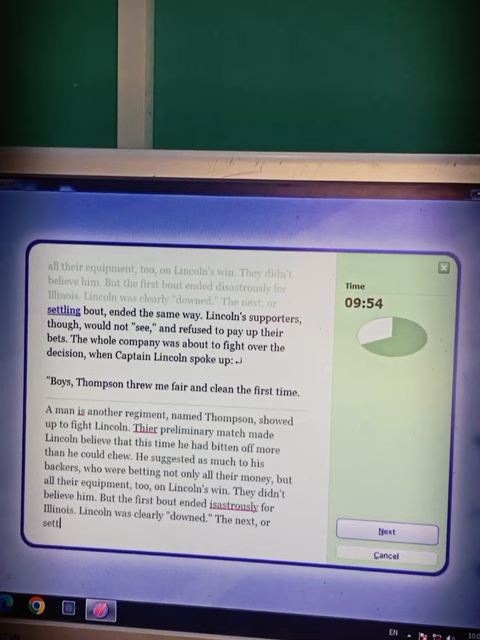 all their equipment, too, on Lincoln's win. They didn't
believe him. But the first bout ended disastrously for
Illinois. Lincoln was clearly "downed." The next, or
settling bout, ended the same way. Lincoln's supporters,
though, would not "see," and refused to pay up their
bets. The whole company was about to fight over the
decision, when Captain Lincoln spoke up:↵
"Boys, Thompson threw me fair and clean the first time.
A man is another regiment, named Thompson, showed
up to fight Lincoln. Thier preliminary match made
Lincoln believe that this time he had bitten off more
than he could chew. He suggested as much to his
backers, who were betting not only all their money, but
all their equipment, too, on Lincoln's win. They didn't
believe him. But the first bout ended isastrously for
Illinois. Lincoln was clearly "downed." The next, or
sett
Time
09:54
Next
Cancel
EN